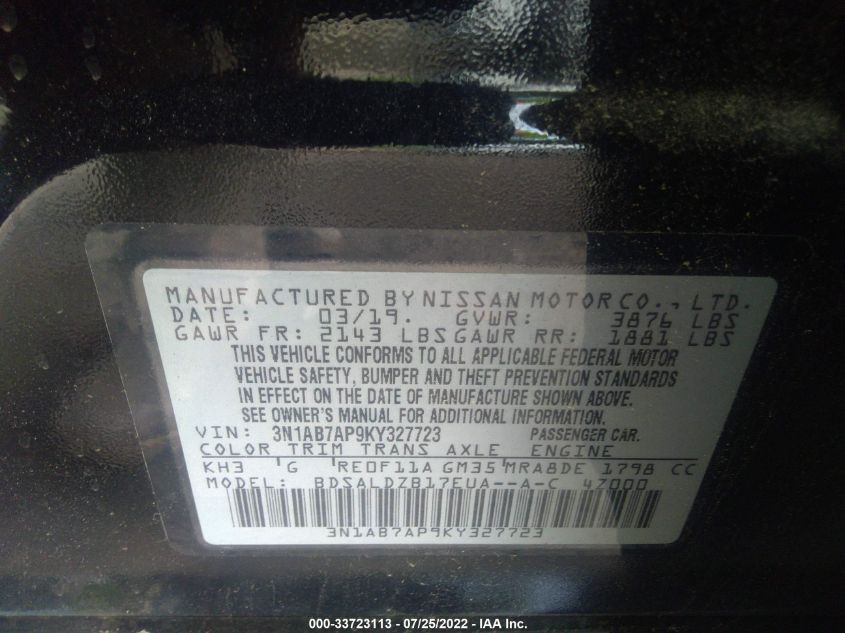 MANUFACTURED BY NISSAN MOTOR CO., LTD.
DATE: 03/19. GVWR: 3876 LBS
GAWR FR: 2143 LBS GAWR RR: 1881 LBS
THIS VEHICLE CONFORMS TO ALL APPLICABLE FEDERAL MOTOR
VEHICLE SAFETY, BUMPER AND THEFT PREVENTION STANDARDS
IN EFFECT ON THE DATE OF MANUFACTURE SHOWN ABOVE.
SEE OWNER'S MANUAL FOR ADDITIONAL INFORMATION.
VIN: 3N1AB7AP9KY327723 PASSENGER CAR.
COLOR TRIM TRANS AXLE ENGINE
KH3 'G 'RE0F11A GM35'MRA8DE 1798 CC
MODEL: BDSALDZB17EUA--A-C 47000
3N1AB7AP9KY327723
000-33723113 - 07/25/2022 - IAA Inc.